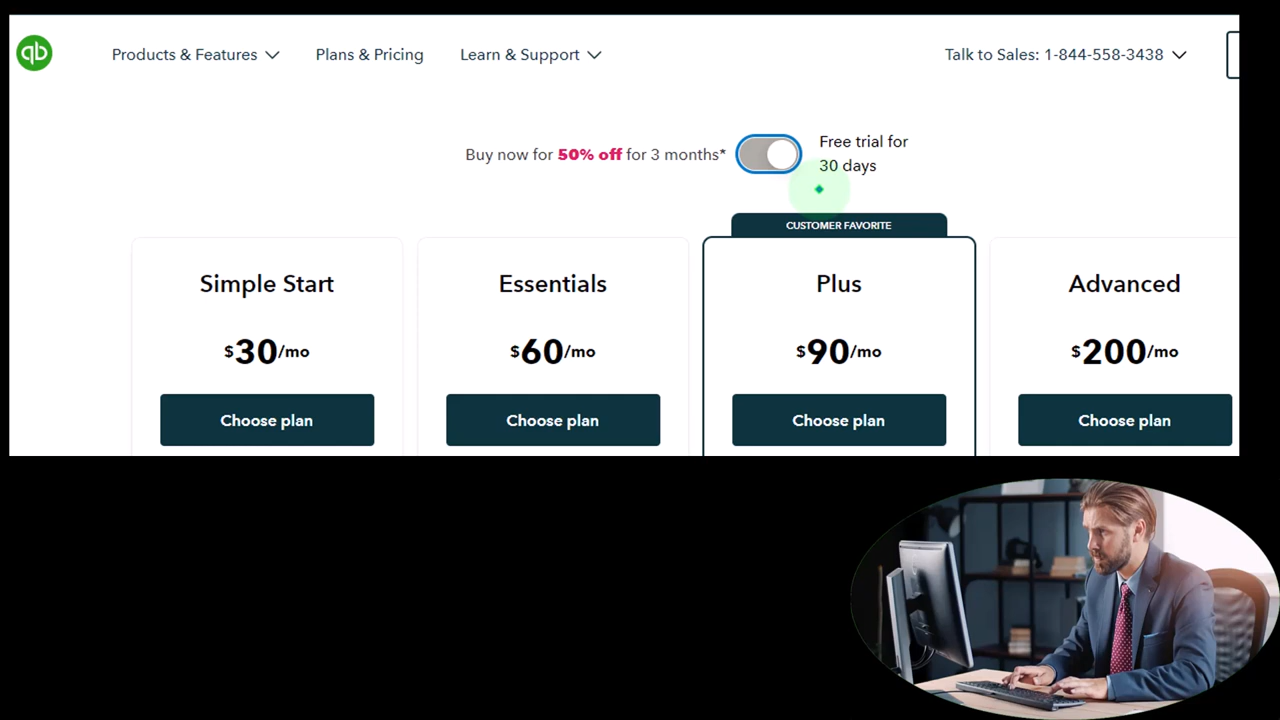 qb
Products & Features
Plans & Pricing
Learn & Support
Talk to Sales: 1-844-558-3438
Buy now for 50% off for 3 months*
Free trial for
30 days
CUSTOMER FAVORITE
Simple Start
$30/mo
Choose plan
Essentials
$60/mo
Choose plan
Plus
$90/mo
Choose plan
Advanced
$200/mo
Choose plan